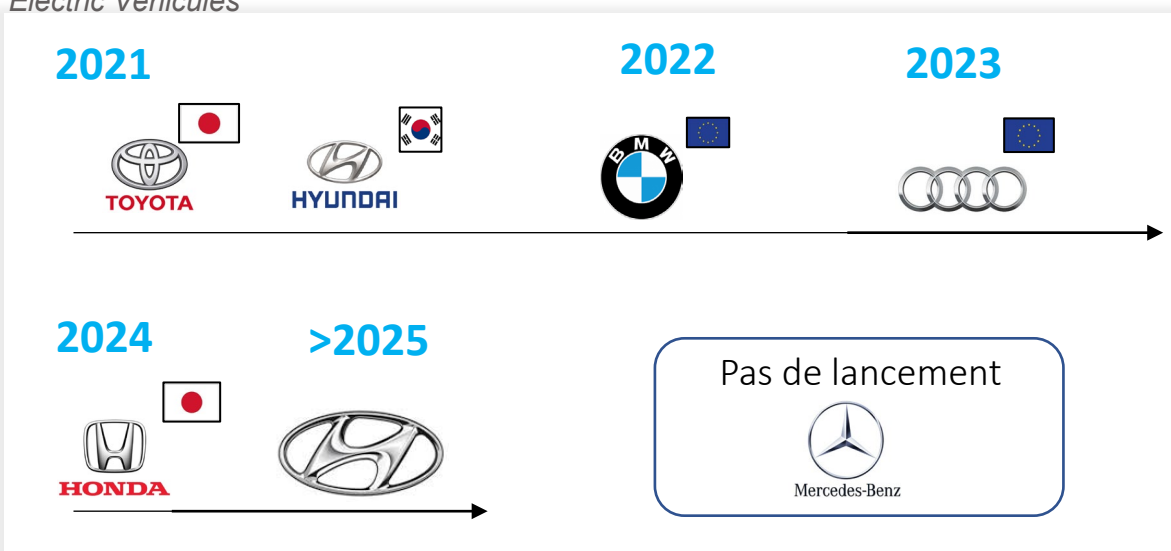 Electric Vehicules
2021
2022
2023
TOYOTA
HYUNDAI
BMW
2024
>2025
Pas de lancement
HONDA
Mercedes-Benz